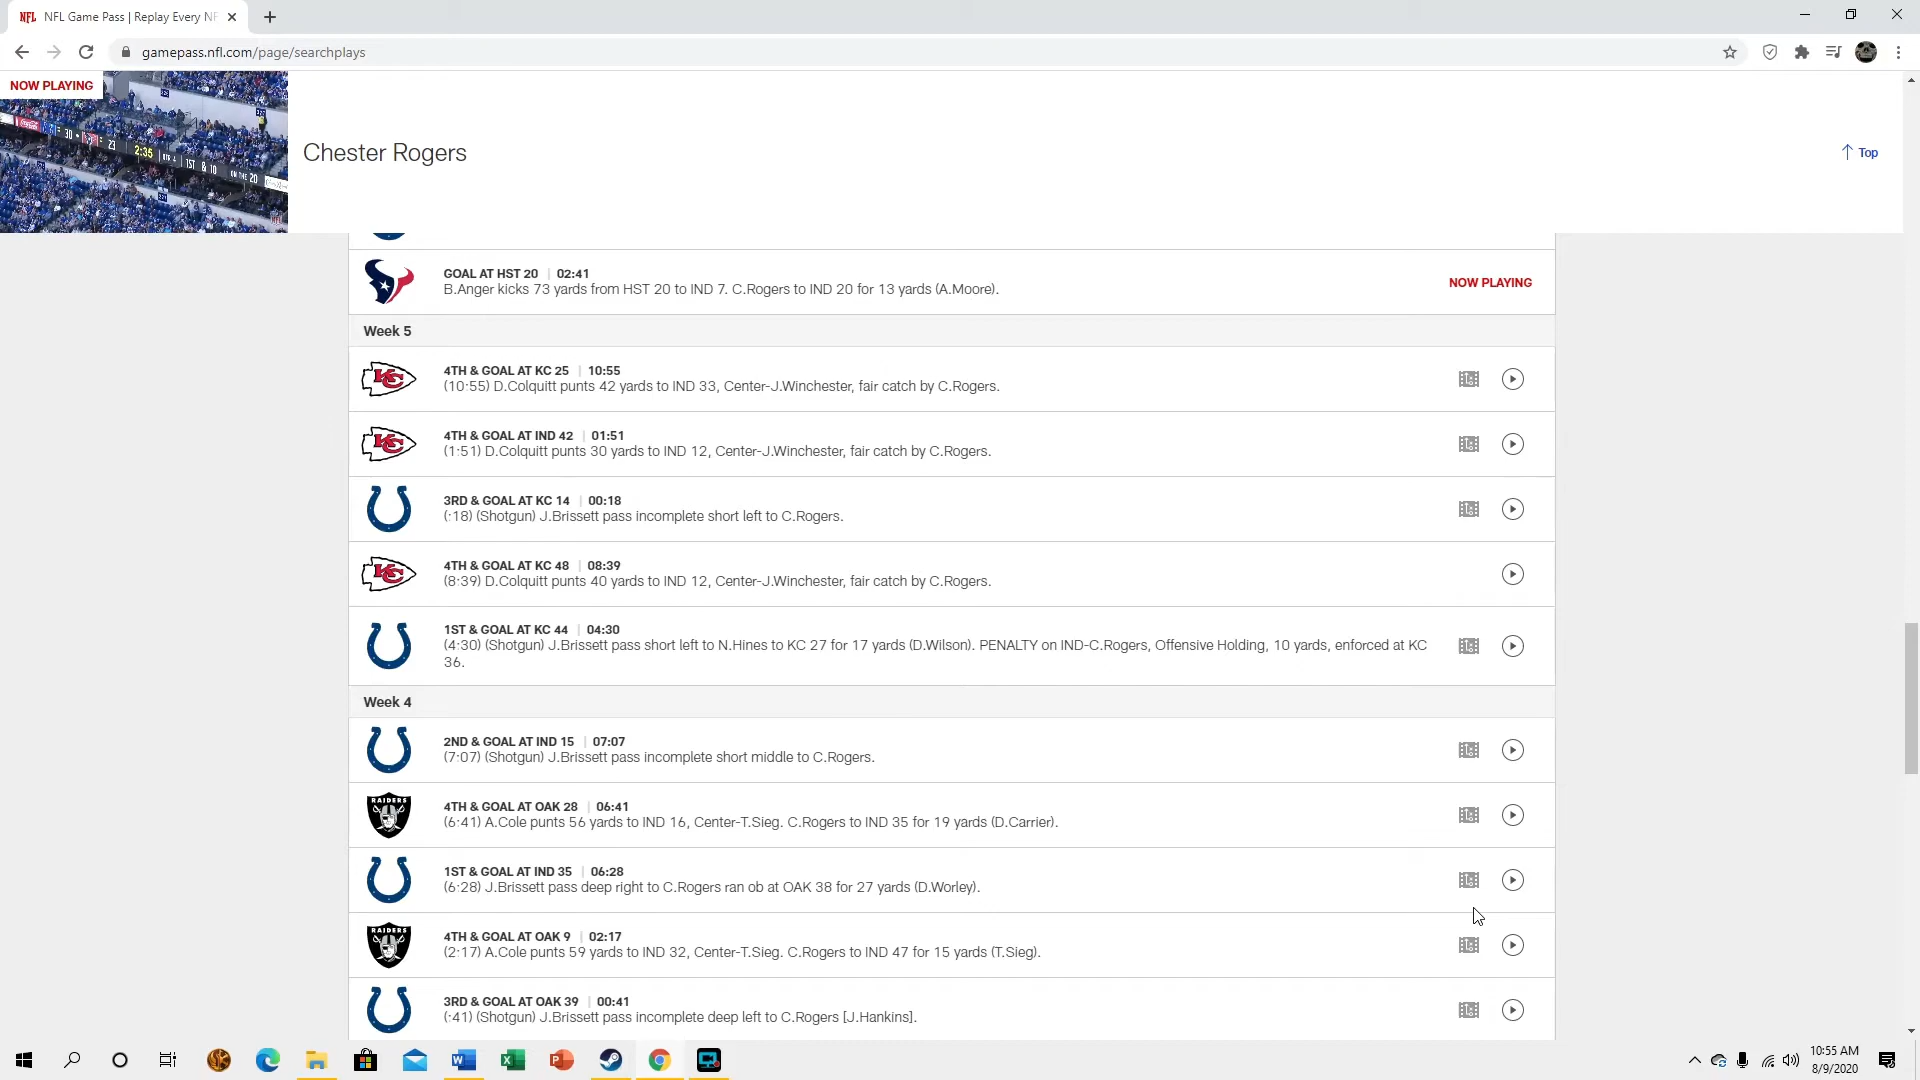 NFL Game Pass | Replay Every NF
gamepass.nfl.com/page/searchplays
NOW PLAYING
30
23
2:35
1ST & 10
ON THE 20
Chester Rogers
Top
GOAL AT HST 20 | 02:41
B.Anger kicks 73 yards from HST 20 to IND 7. C.Rogers to IND 20 for 13 yards (A.Moore).
NOW PLAYING
Week 5
4TH & GOAL AT KC 25 | 10:55
(10:55) D.Colquitt punts 42 yards to IND 33, Center-J.Winchester, fair catch by C.Rogers.
4TH & GOAL AT IND 42 | 01:51
(1:51) D.Colquitt punts 30 yards to IND 12, Center-J.Winchester, fair catch by C.Rogers.
3RD & GOAL AT KC 14 | 00:18
(:18) (Shotgun) J.Brissett pass incomplete short left to C.Rogers.
4TH & GOAL AT KC 48 | 08:39
(8:39) D.Colquitt punts 40 yards to IND 12, Center-J.Winchester, fair catch by C.Rogers.
1ST & GOAL AT KC 44 | 04:30
(4:30) (Shotgun) J.Brissett pass short left to N.Hines to KC 27 for 17 yards (D.Wilson). PENALTY on IND-C.Rogers, Offensive Holding, 10 yards, enforced at KC
36.
Week 4
2ND & GOAL AT IND 15 | 07:07
(7:07) (Shotgun) J.Brissett pass incomplete short middle to C.Rogers.
4TH & GOAL AT OAK 28 | 06:41
(6:41) A.Cole punts 56 yards to IND 16, Center-T.Sieg. C.Rogers to IND 35 for 19 yards (D.Carrier).
1ST & GOAL AT IND 35 | 06:28
(6:28) J.Brissett pass deep right to C.Rogers ran ob at OAK 38 for 27 yards (D.Worley).
4TH & GOAL AT OAK 9 | 02:17
(2:17) A.Cole punts 59 yards to IND 32, Center-T.Sieg. C.Rogers to IND 47 for 15 yards (T.Sieg).
3RD & GOAL AT OAK 39 | 00:41
(:41) (Shotgun) J.Brissett pass incomplete deep left to C.Rogers [J.Hankins].
10:55 AM
8/9/2020